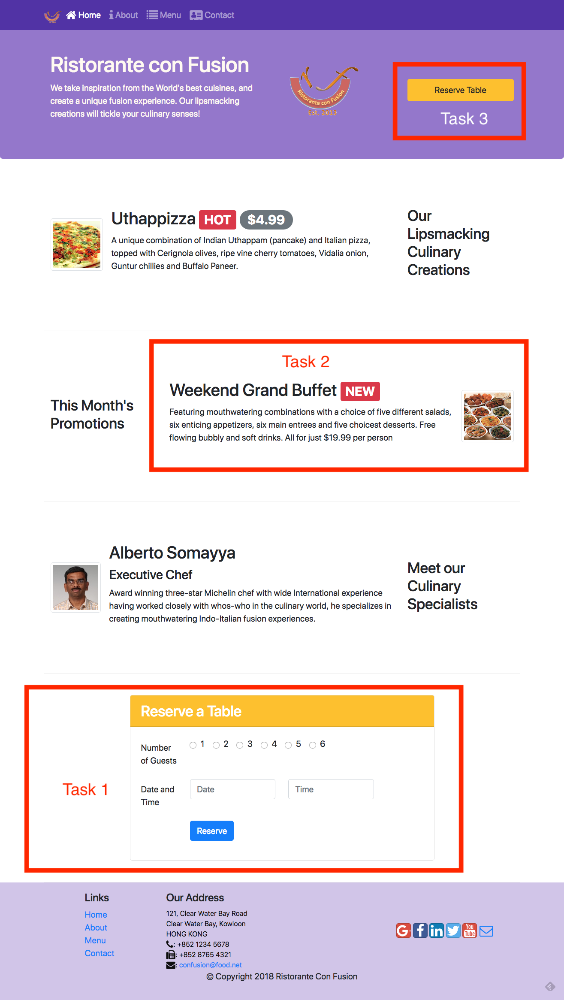 Home About Menu Contact
Ristorante con Fusion
We take inspiration from the World's best cuisines, and
create a unique fusion experience. Our lipsmacking
creations will tickle your culinary senses!
Ristorante con Fusion
Est. 2013
Reserve Table
Task 3
Uthappizza HOT $4.99
A unique combination of Indian Uthappam (pancake) and Italian pizza,
topped with Cerignola olives, ripe vine cherry tomatoes, Vidalia onion,
Guntur chillies and Buffalo Paneer.
Our
Lipsmacking
Culinary
Creations
This Month's
Promotions
Task 2
Weekend Grand Buffet NEW
Featuring mouthwatering combinations with a choice of five different salads,
six enticing appetizers, six main entrees and five choicest desserts. Free
flowing bubbly and soft drinks. All for just $19.99 per person
Alberto Somayya
Executive Chef
Award winning three-star Michelin chef with wide International experience
having worked closely with whos-who in the culinary world, he specializes in
creating mouthwatering Indo-Italian fusion experiences.
Meet our
Culinary
Specialists
Task 1
Reserve a Table
Number
of Guests
1 2 3 4 5 6
Date and
Time
Date
Time
Reserve
Links
Home
About
Menu
Contact
Our Address
121, Clear Water Bay Road
Clear Water Bay, Kowloon
HONG KONG
: +852 1234 5678
: +852 8765 4321
: confusion@food.net
G+ f in You
Tube
© Copyright 2018 Ristorante Con Fusion